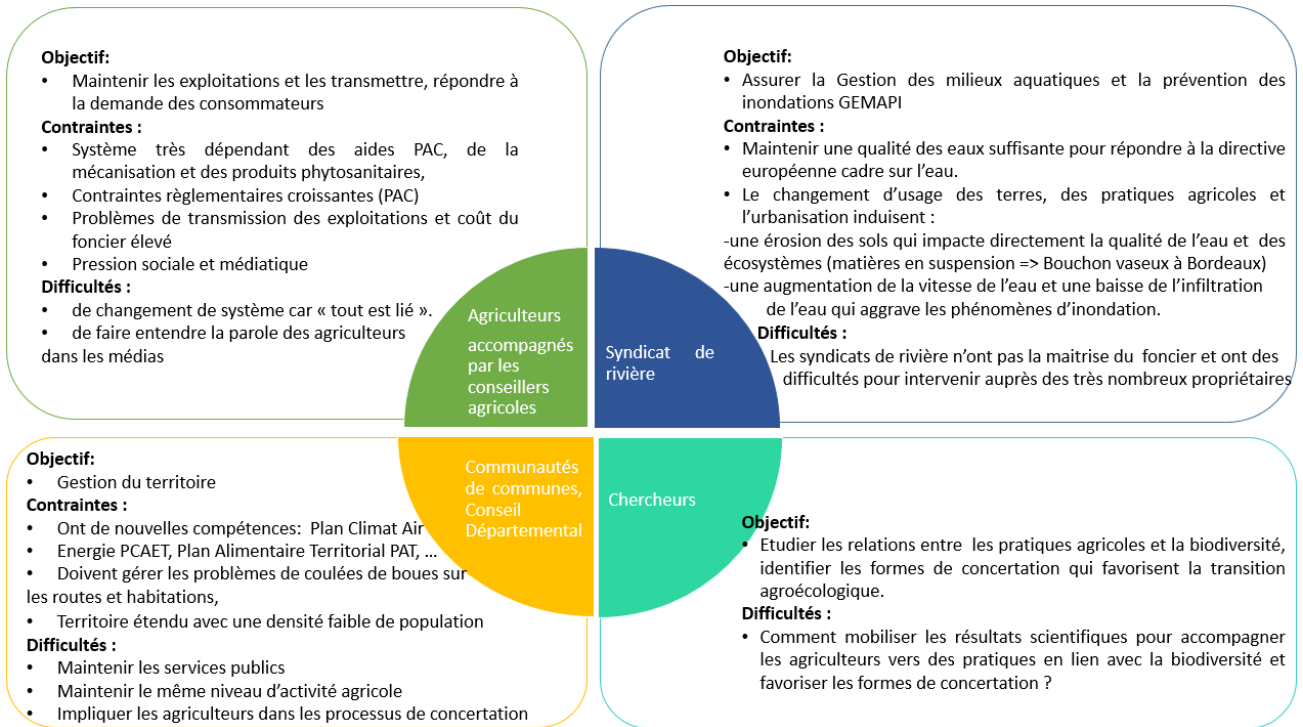 Objectif:
• Maintenir les exploitations et les transmettre, répondre à
la demande des consommateurs
Contraintes :
• Système très dépendant des aides PAC, de la
mécanisation et des produits phytosanitaires,
• Contraintes règlementaires croissantes (PAC)
• Problèmes de transmission des exploitations et coût du
foncier élevé
• Pression sociale et médiatique
Difficultés :
• de changement de système car « tout est lié ».
• de faire entendre la parole des agriculteurs
dans les médias
Agriculteurs
accompagnés
par les
conseillers
agricoles
Objectif:
• Assurer la Gestion des milieux aquatiques et la prévention des
inondations GEMAPI
Contraintes :
• Maintenir une qualité des eaux suffisante pour répondre à la directive
européenne cadre sur l’eau.
• Le changement d’usage des terres, des pratiques agricoles et
l’urbanisation induisent :
-une érosion des sols qui impacte directement la qualité de l’eau et des
écosystèmes (matières en suspension => Bouchon vaseux à Bordeaux)
-une augmentation de la vitesse de l’eau et une baisse de l’infiltration
de l’eau qui aggrave les phénomènes d’inondation.
Difficultés :
Les syndicats de rivière n’ont pas la maitrise du foncier et ont des
difficultés pour intervenir auprès des très nombreux propriétaires
Syndicat de
rivière
Objectif:
• Gestion du territoire
Contraintes :
• Ont de nouvelles compétences: Plan Climat Air
• Energie PCAET, Plan Alimentaire Territorial PAT, …
• Doivent gérer les problèmes de coulées de boues sur
les routes et habitations,
• Territoire étendu avec une densité faible de population
Difficultés :
• Maintenir les services publics
• Maintenir le même niveau d’activité agricole
• Impliquer les agriculteurs dans les processus de concertation
Communautés
de communes,
Conseil
Départemental
Chercheurs
Objectif:
• Etudier les relations entre les pratiques agricoles et la biodiversité,
identifier les formes de concertation qui favorisent la transition
agroécologique.
Difficultés :
• Comment mobiliser les résultats scientifiques pour accompagner
les agriculteurs vers des pratiques en lien avec la biodiversité et
favoriser les formes de concertation ?